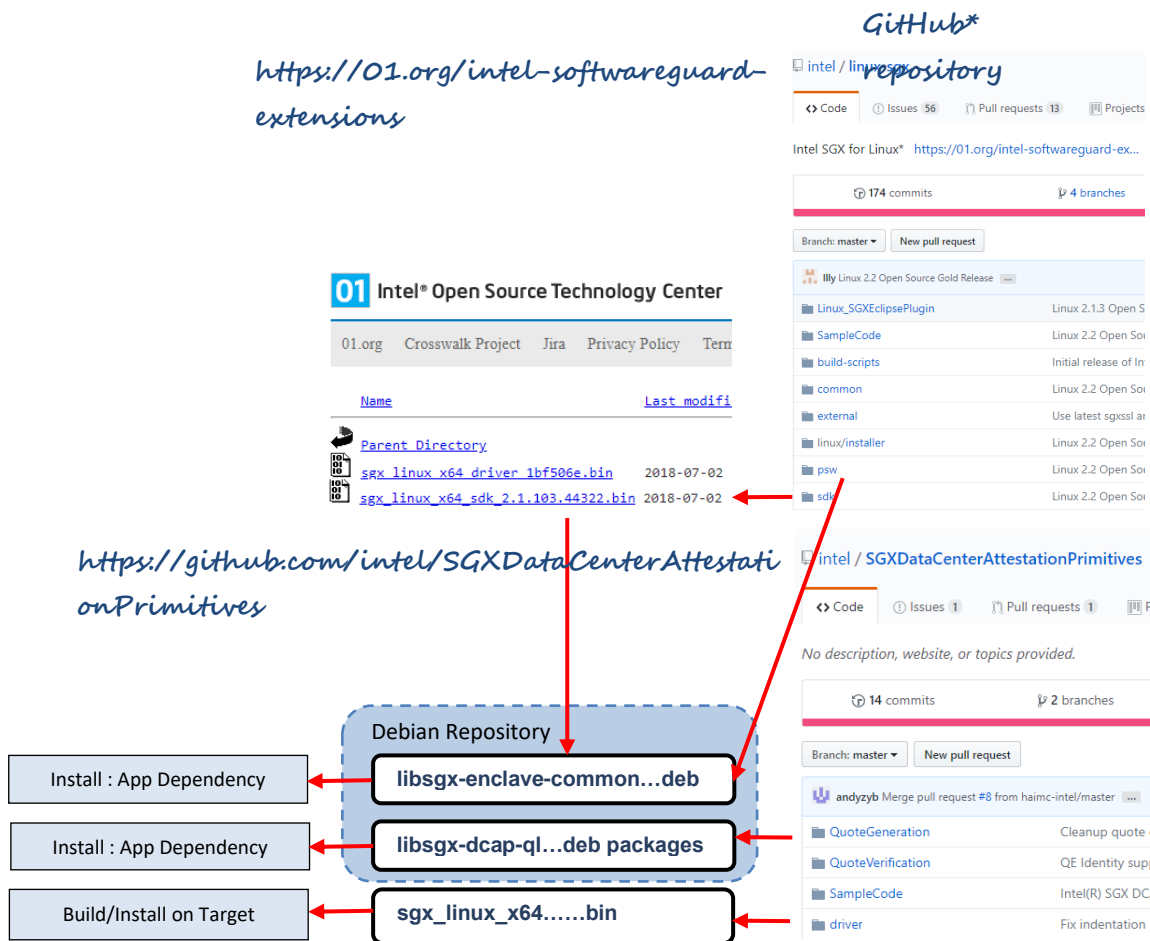 GitHub*
repository
https://01.org/intel-softwareguard-
extensions
intel / linux-sgx
Code Issues 56 Pull requests 13 Projects
Intel SGX for Linux* https://01.org/intel-softwareguard-ex...
174 commits 4 branches
Branch: master New pull request
llly Linux 2.2 Open Source Gold Release ...
Linux_SGXEclipsePlugin Linux 2.1.3 Open S
SampleCode Linux 2.2 Open Sou
build-scripts Initial release of In
common Linux 2.2 Open Sou
external Use latest sgxssl an
linux/installer Linux 2.2 Open Sou
psw Linux 2.2 Open Sou
sdk Linux 2.2 Open Sou
01 Intel® Open Source Technology Center
01.org Crosswalk Project Jira Privacy Policy Term
Name Last modifi
Parent Directory
sgx_linux_x64_driver_1bf506e.bin 2018-07-02
sgx_linux_x64_sdk_2.1.103.44322.bin 2018-07-02
https://github.com/intel/SGXDataCenterAttestati
onPrimitives
intel / SGXDataCenterAttestationPrimitives
Code Issues 1 Pull requests 1 P
No description, website, or topics provided.
14 commits 2 branches
Branch: master New pull request
andyzyb Merge pull request #8 from haimc-intel/master ...
QuoteGeneration Cleanup quote
QuoteVerification QE Identity supp
SampleCode Intel(R) SGX DC
driver Fix indentation
Debian Repository
Install : App Dependency
libsgx-enclave-common...deb
Install : App Dependency
libsgx-dcap-ql...deb packages
Build/Install on Target
sgx_linux_x64......bin